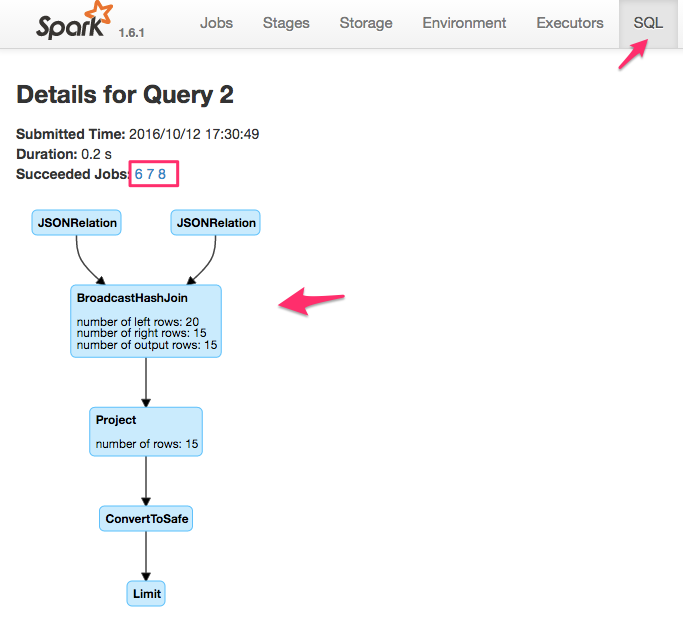 Spark 1.6.1 Jobs Stages Storage Environment Executors SQL
Details for Query 2
Submitted Time: 2016/10/12 17:30:49
Duration: 0.2 s
Succeeded Jobs: 6 7 8
JSONRelation JSONRelation
BroadcastHashJoin
number of left rows: 20
number of right rows: 15
number of output rows: 15
Project
number of rows: 15
ConvertToSafe
Limit